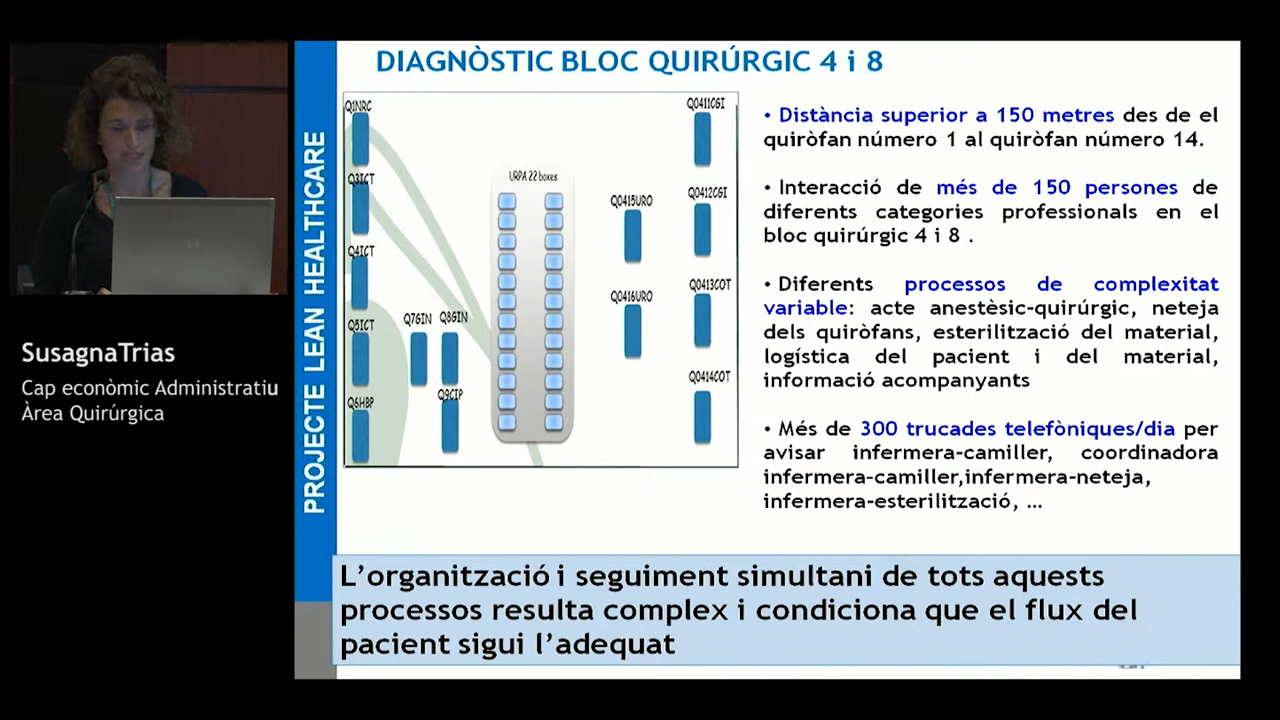 DIAGNÒSTIC BLOC QUIRÚRGIC 4 i 8
PROJECTE LEAN HEALTHCARE
Q1NRC
Q3ICT
Q4ICT
Q5ICT
Q6HBP
Q7GIN
Q8GIN
Q9CIP
URPA 22 boxes
Q0415URO
Q0416URO
Q0411CGI
Q0412CGI
Q0413COT
Q0414COT
• Distància superior a 150 metres des de el
quiròfan número 1 al quiròfan número 14.
• Interacció de més de 150 persones de
diferents categories professionals en el
bloc quirúrgic 4 i 8 .
• Diferents processos de complexitat
variable: acte anestèsic-quirúrgic, neteja
dels quiròfans, esterilització del material,
logística del pacient i del material,
informació acompanyants
• Més de 300 trucades telefòniques/dia per
avisar infermera-camiller, coordinadora
infermera-camiller,infermera-neteja,
infermera-esterilització, ...
L’organització i seguiment simultani de tots aquests
processos resulta complex i condiciona que el flux del
pacient sigui l’adequat
SusagnaTrias
Cap econòmic Administratiu
Àrea Quirúrgica